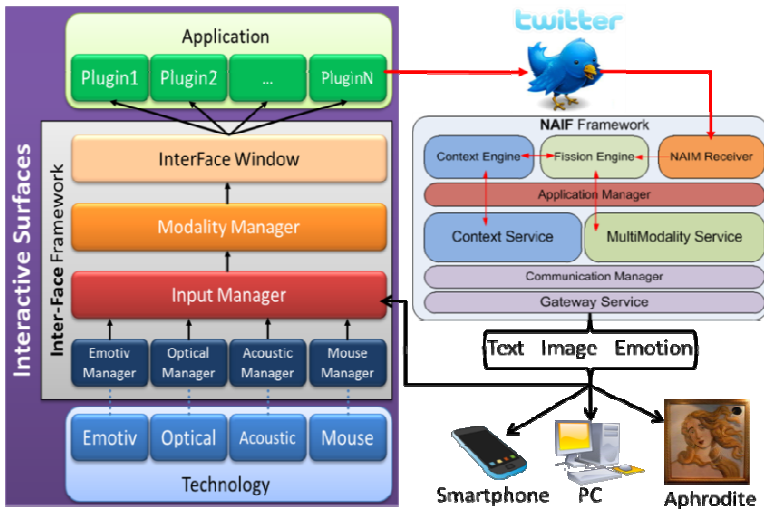 Interactive Surfaces
Application
Plugin1
Plugin2
...
PluginN
Inter-Face Framework
InterFace Window
Modality Manager
Input Manager
Emotiv
Manager
Optical
Manager
Acoustic
Manager
Mouse
Manager
Emotiv
Optical
Acoustic
Mouse
Technology
twitter
NAIF Framework
Context Engine
Fission Engine
NAIM Receiver
Application Manager
Context Service
MultiModality Service
Communication Manager
Gateway Service
Text Image Emotion
Smartphone
PC
Aphrodite